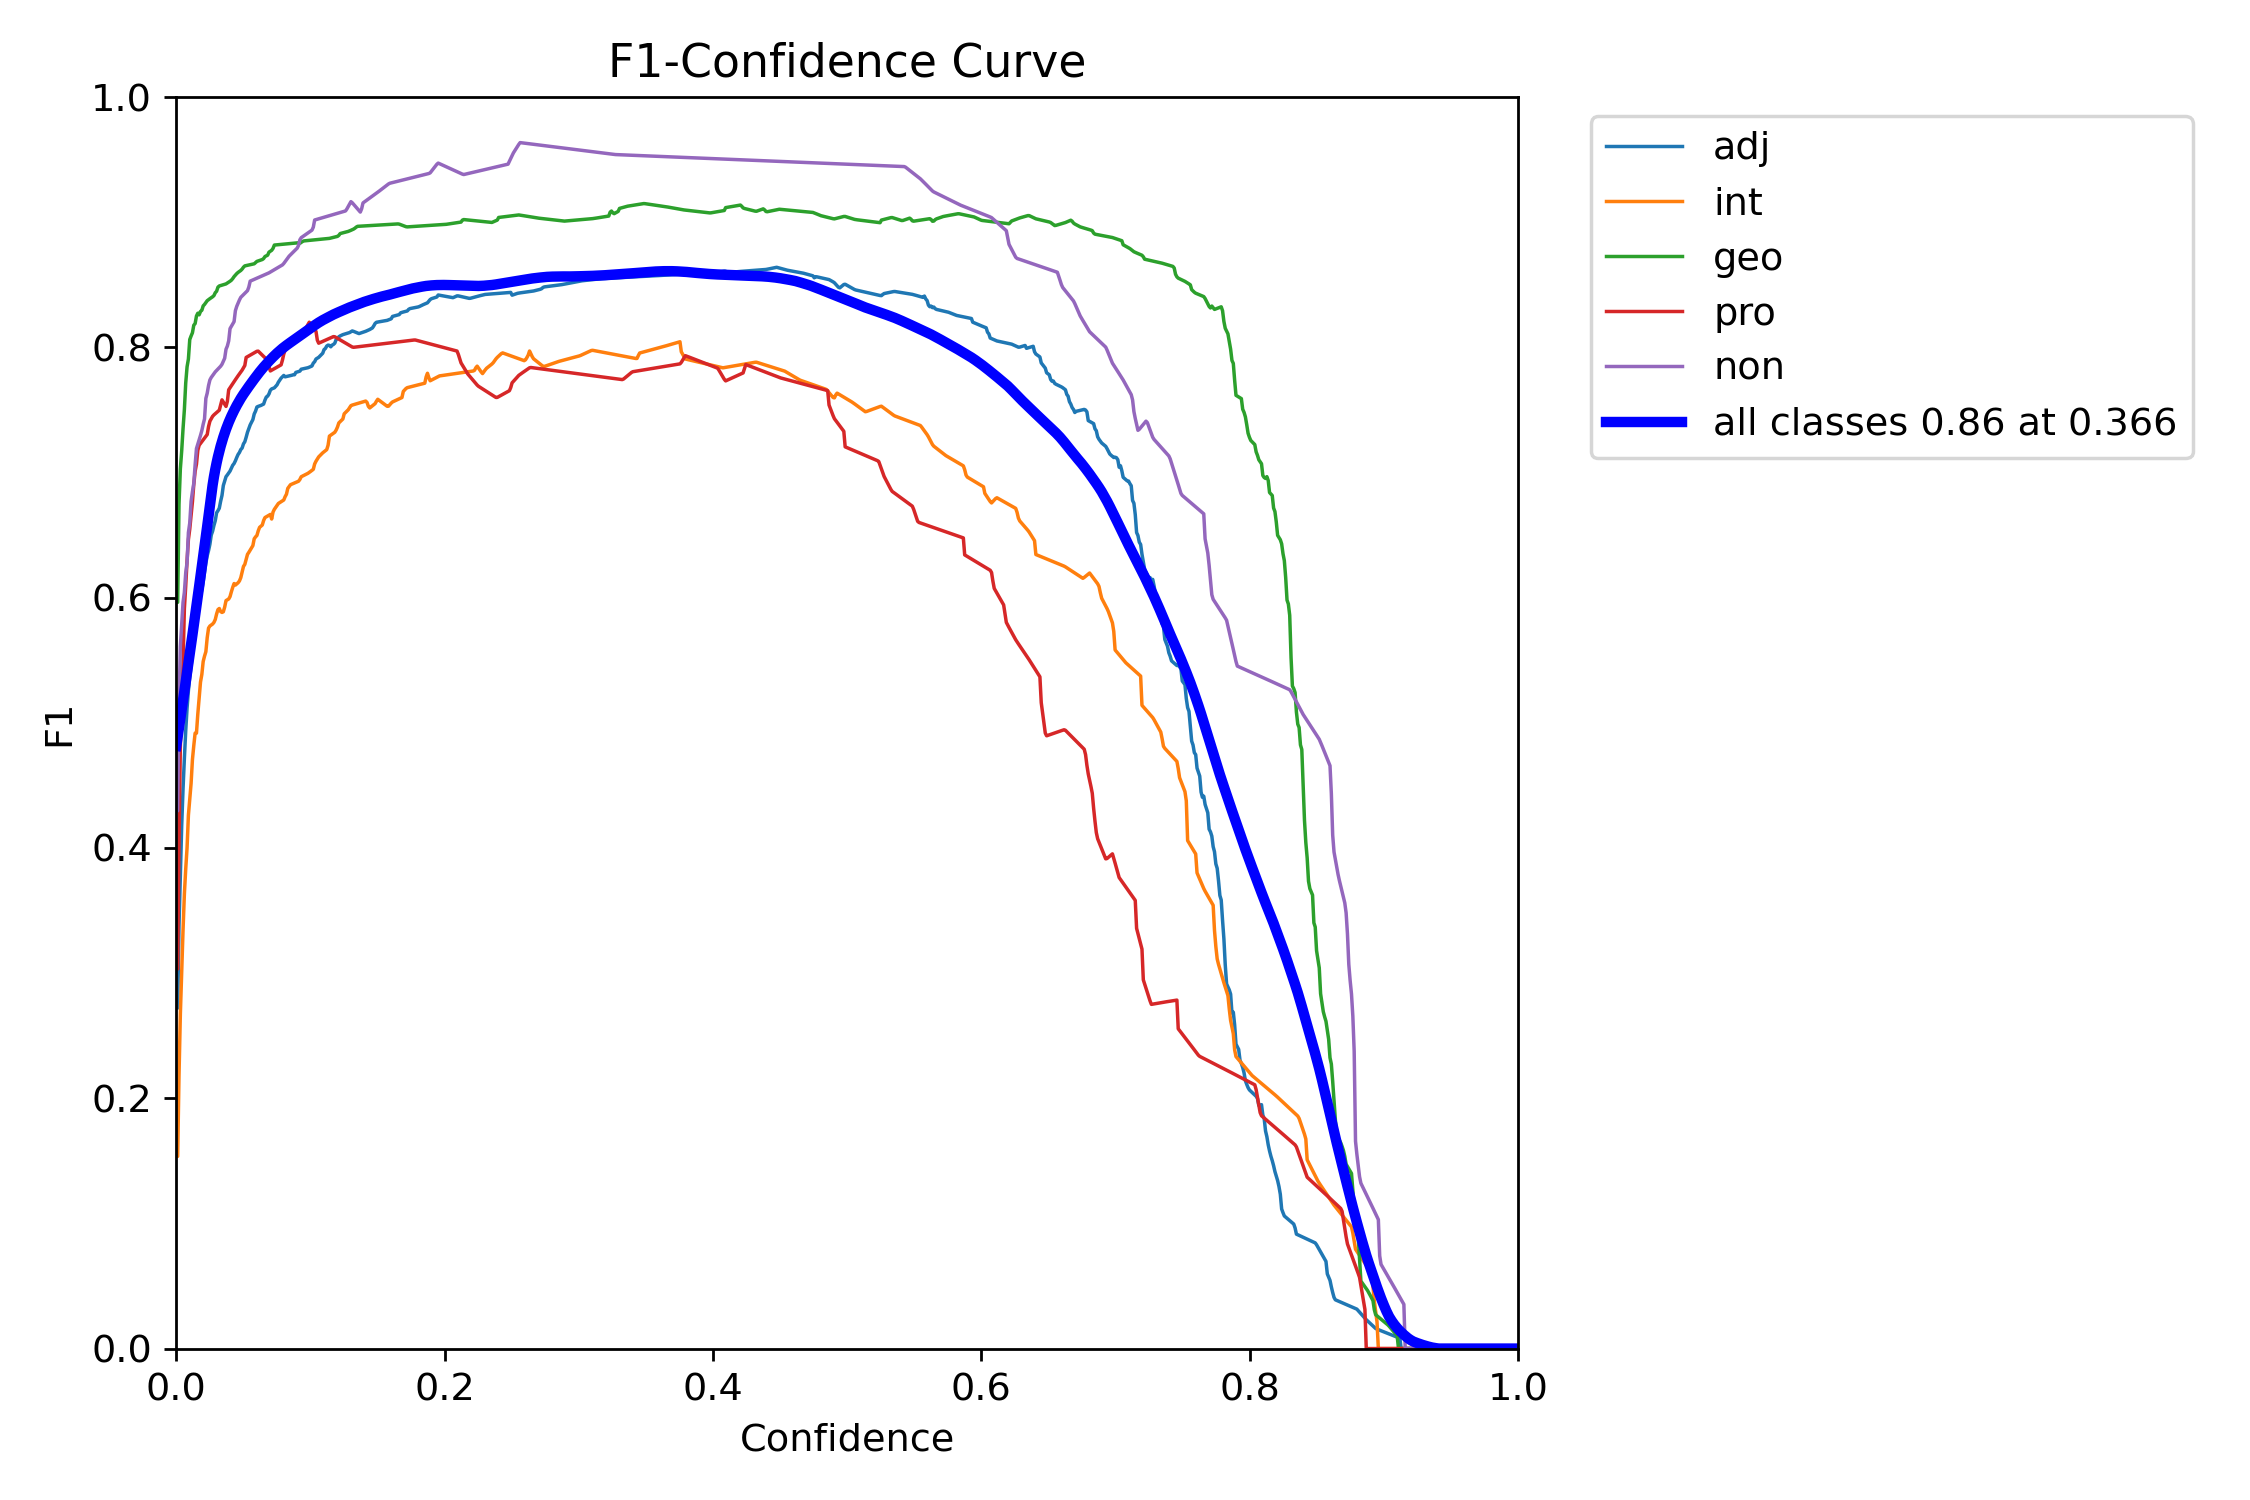 F1-Confidence Curve
1.0
0.8
0.6
0.4
0.2
0.0
F1
0.0 0.2 0.4 0.6 0.8 1.0
Confidence
adj
int
geo
pro
non
all classes 0.86 at 0.366